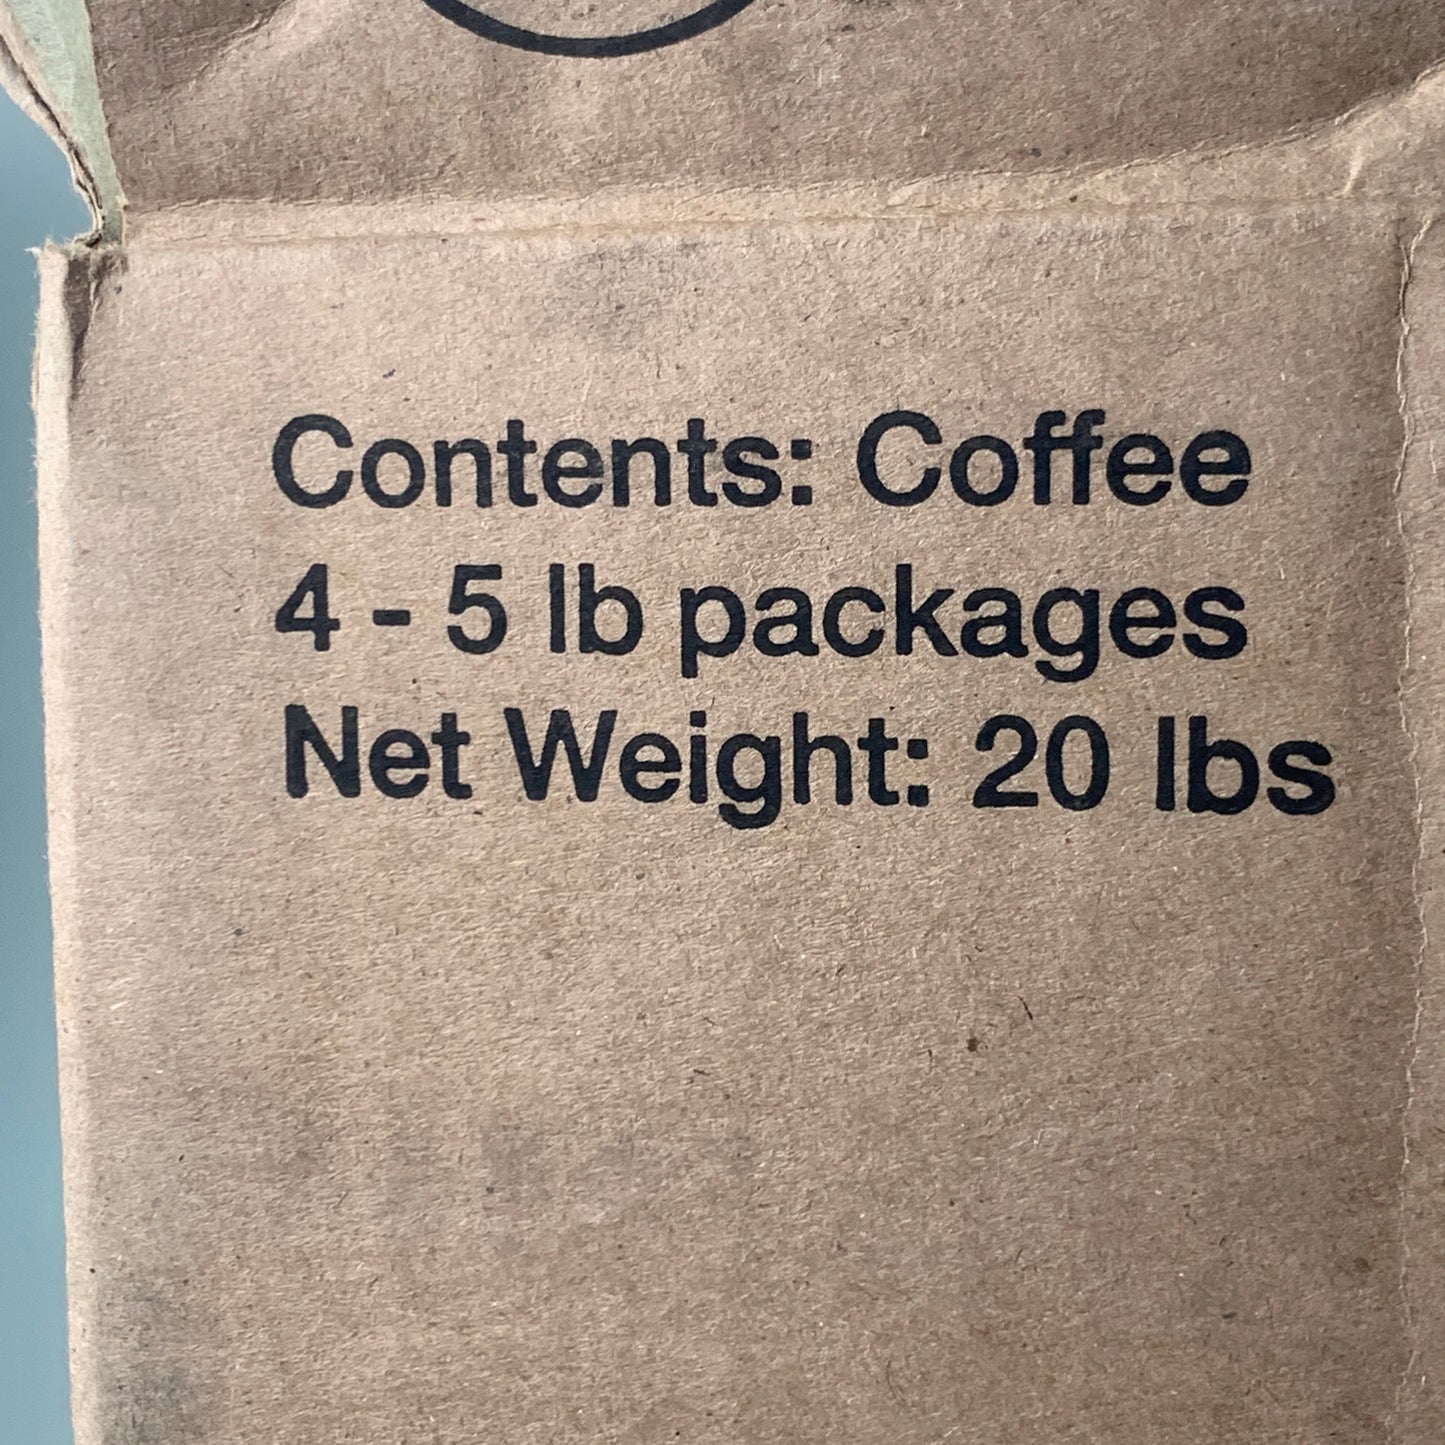 Contents: Coffee
4 - 5 lb packages
Net Weight: 20 lbs